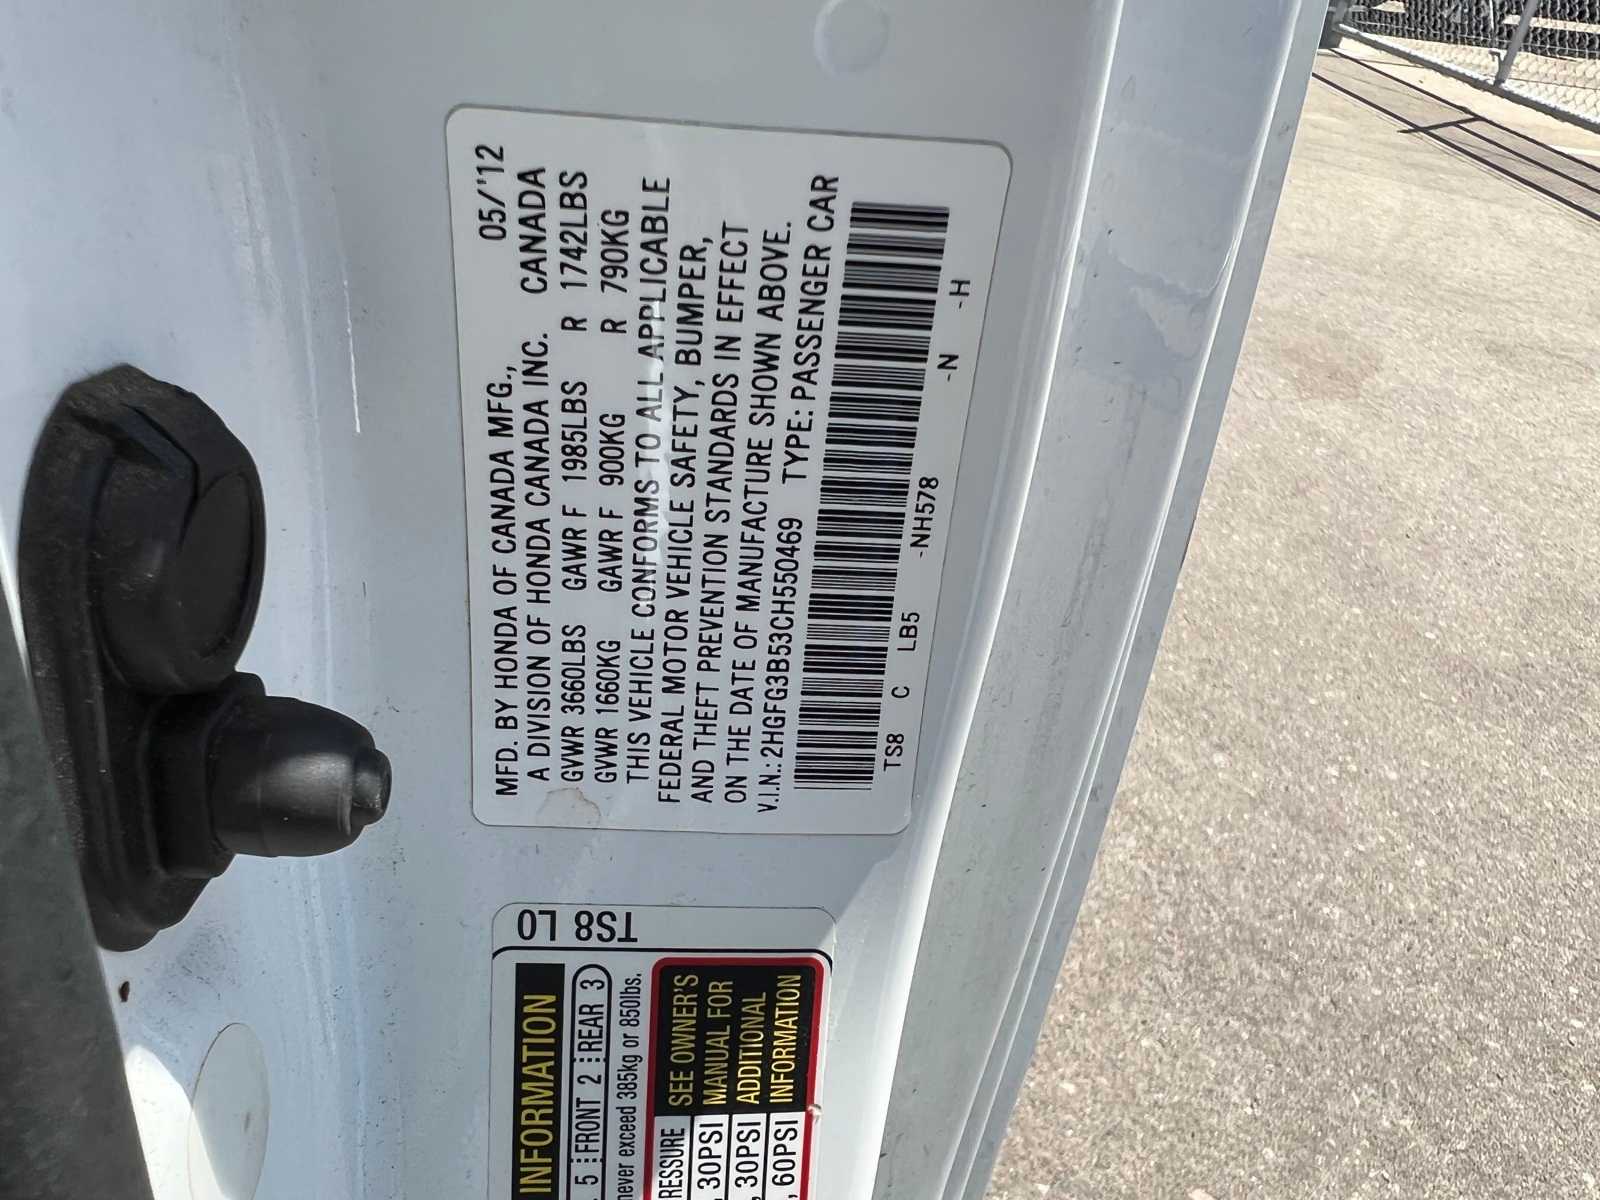 05/'12
MFD. BY HONDA OF CANADA MFG.,
A DIVISION OF HONDA CANADA INC. CANADA
GVWR 3660LBS GAWR F 1985LBS R 1742LBS
GVWR 1660KG GAWR F 900KG R 790KG
THIS VEHICLE CONFORMS TO ALL APPLICABLE
FEDERAL MOTOR VEHICLE SAFETY, BUMPER,
AND THEFT PREVENTION STANDARDS IN EFFECT
ON THE DATE OF MANUFACTURE SHOWN ABOVE.
V.I.N.: 2HGFG3B53CH550469 TYPE: PASSENGER CAR
TS8 C LB5 -NH578 -N -H
TS8 L0
INFORMATION
5 FRONT 2 REAR 3
never exceed 385kg or 850lbs.
RESSURE
, 30PSI
, 30PSI
, 60PSI
SEE OWNER'S
MANUAL FOR
ADDITIONAL
INFORMATION